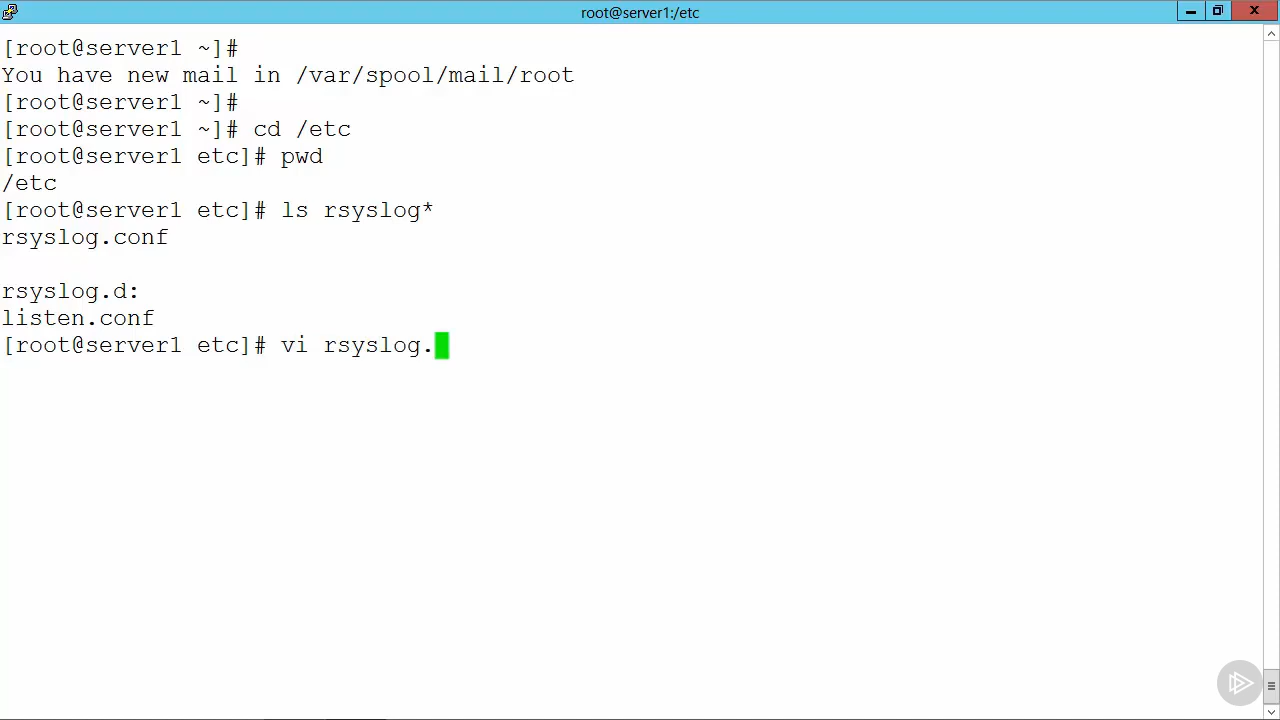 root@server1:/etc
[root@server1 ~]#
You have new mail in /var/spool/mail/root
[root@server1 ~]#
[root@server1 ~]# cd /etc
[root@server1 etc]# pwd
/etc
[root@server1 etc]# ls rsyslog*
rsyslog.conf
rsyslog.d:
listen.conf
[root@server1 etc]# vi rsyslog.